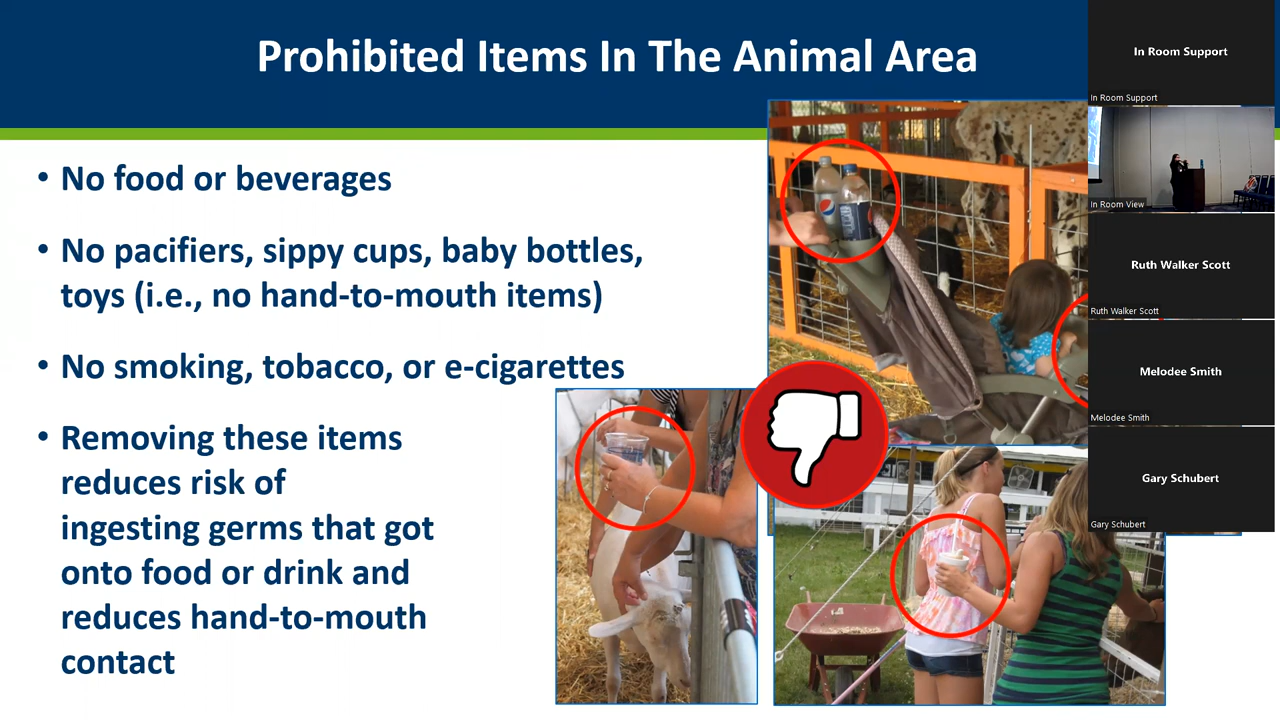 Prohibited Items In The Animal Area
• No food or beverages
• No pacifiers, sippy cups, baby bottles,
toys (i.e., no hand-to-mouth items)
• No smoking, tobacco, or e-cigarettes
• Removing these items
reduces risk of
ingesting germs that got
onto food or drink and
reduces hand-to-mouth
contact
In Room Support
In Room Support
In Room View
Ruth Walker Scott
Ruth Walker Scott
Melodee Smith
Melodee Smith
Gary Schubert
Gary Schubert